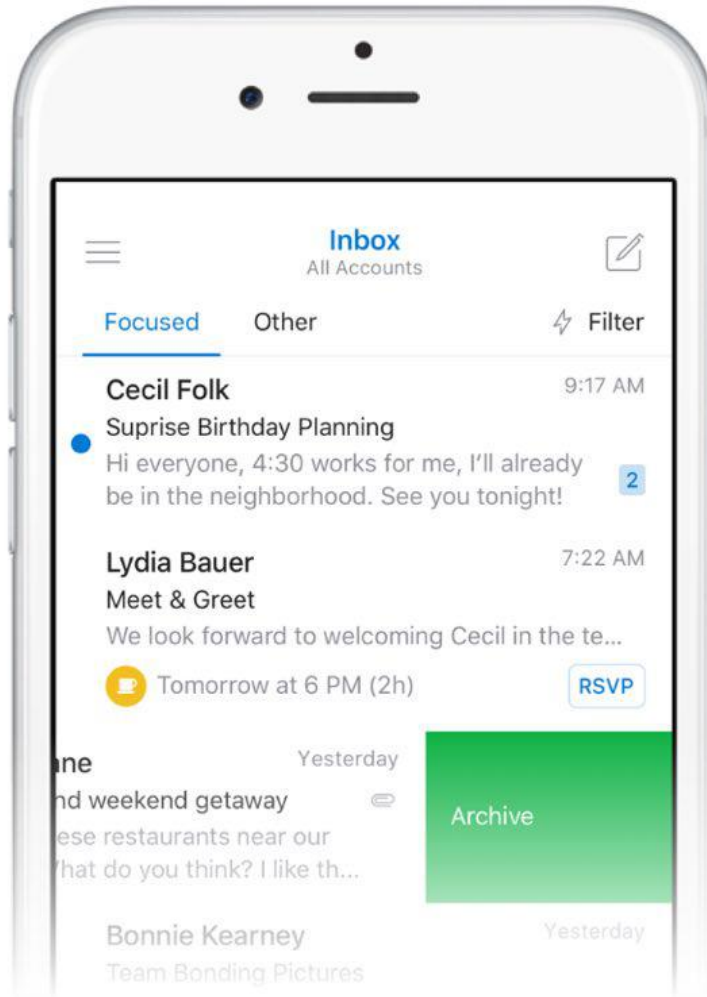 Inbox
All Accounts
Focused Other Filter
Cecil Folk 9:17 AM
Suprise Birthday Planning
Hi everyone, 4:30 works for me, I'll already
be in the neighborhood. See you tonight!
2
Lydia Bauer 7:22 AM
Meet & Greet
We look forward to welcoming Cecil in the te...
Tomorrow at 6 PM (2h) RSVP
Yesterday
weekend getaway
restaurants near our
do you think? I like th...
Archive
Bonnie Kearney Yesterday
Team Bonding Pictures